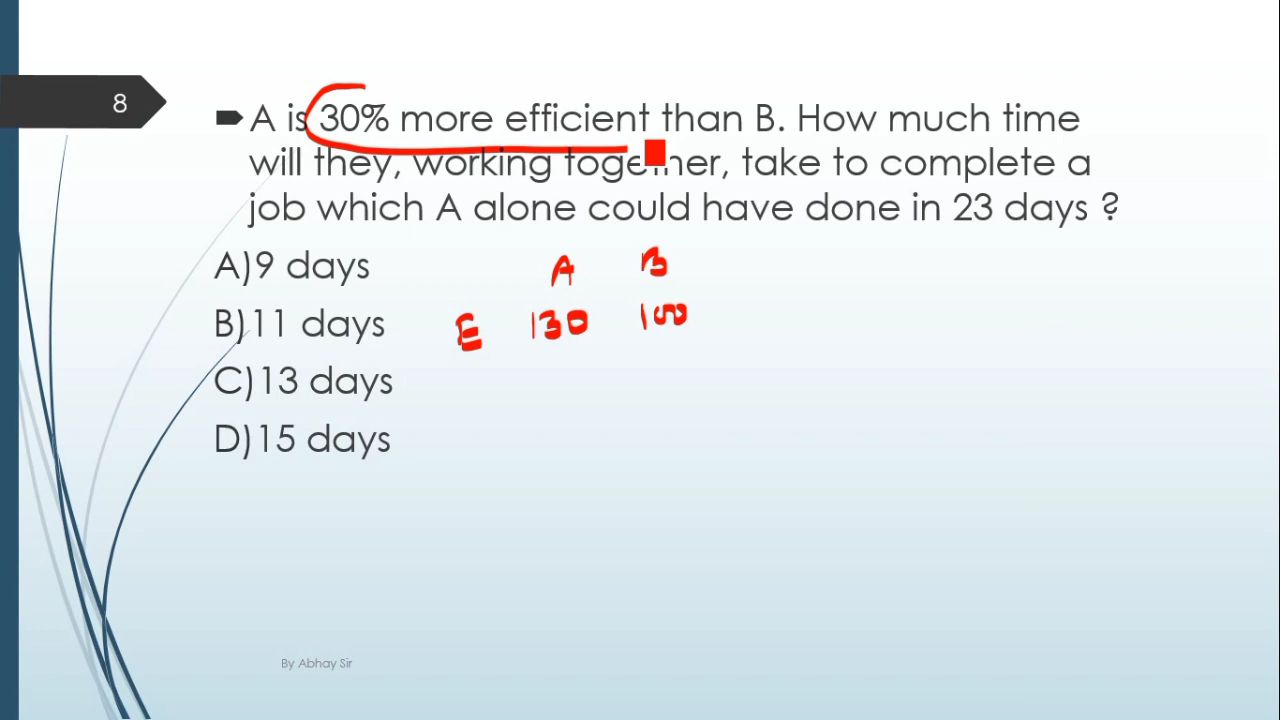 8
A is 30% more efficient than B. How much time
will they, working together, take to complete a
job which A alone could have done in 23 days ?
A)9 days
A B
B)11 days
E 130 100
C)13 days
D)15 days
By Abhay Sir